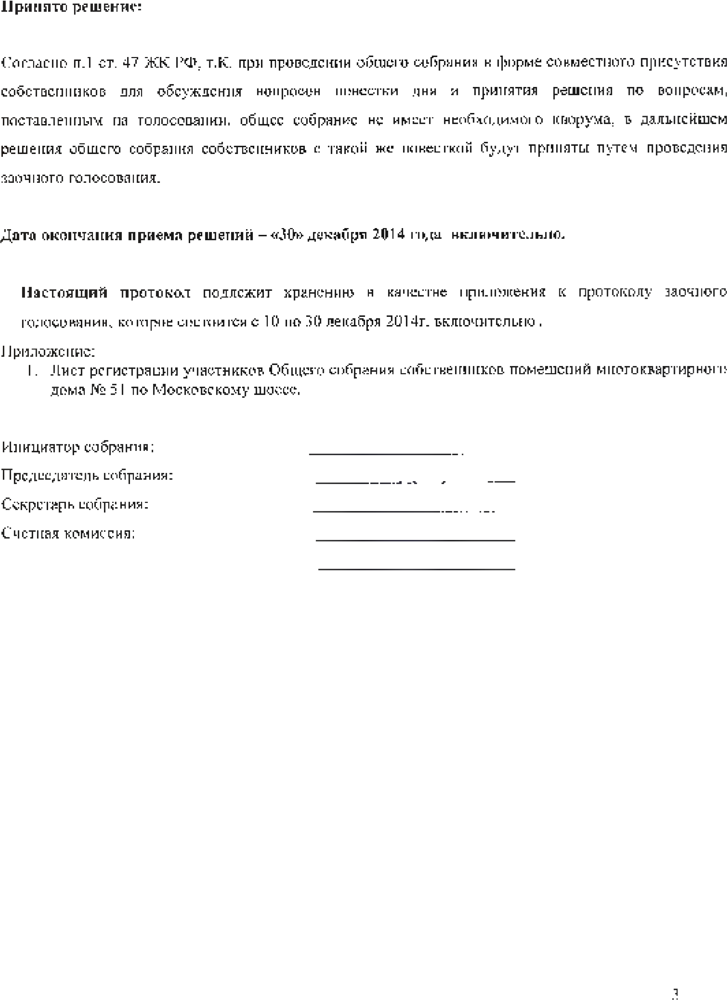 Принято решение:
Согласно п.1 ст. 47 ЖК РФ, т.К. при проведении общего собрания в форме совместного присутствия
собственников для обсуждения вопросов повестки дня и принятия решения по вопросам,
поставленным на голосовании, общее собрание не имеет необходимого кворума, в дальнейшем
решения общего собрания собственников с такой же повесткой будут приняты путем проведения
заочного голосования.
Дата окончания приема решений – «30» декабря 2014 года включительно.
Настоящий протокол подлежит хранению в качестве приложения к протоколу заочного
голосования, которое состоится с 10 по 30 декабря 2014г. включительно .
Приложение:
1. Лист регистрации участников Общего собрания собственников помещений многоквартирного
дома № 51 по Московскому шоссе.
Инициатор собрания:
Председатель собрания:
Секретарь собрания:
Счетная комиссия:
3